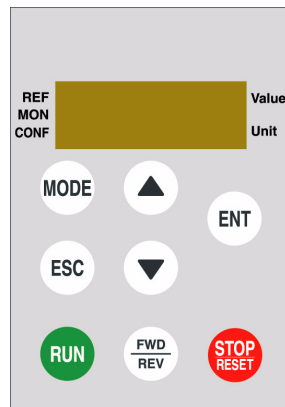 REF
MON
CONF
Value
Unit
MODE
ENT
ESC
RUN
FWD
REV
STOP
RESET